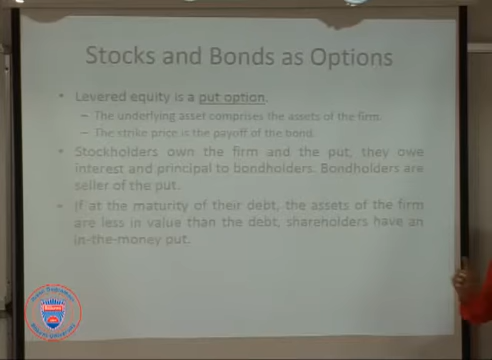 Stocks and Bonds as Options
• Levered equity is a put option.
– The underlying asset comprises the assets of the firm.
– The strike price is the payoff of the bond.
• Stockholders own the firm and the put, they owe
interest and principal to bondholders. Bondholders are
seller of the put.
• If at the maturity of their debt, the assets of the firm
are less in value than the debt, shareholders have an
in-the-money put.